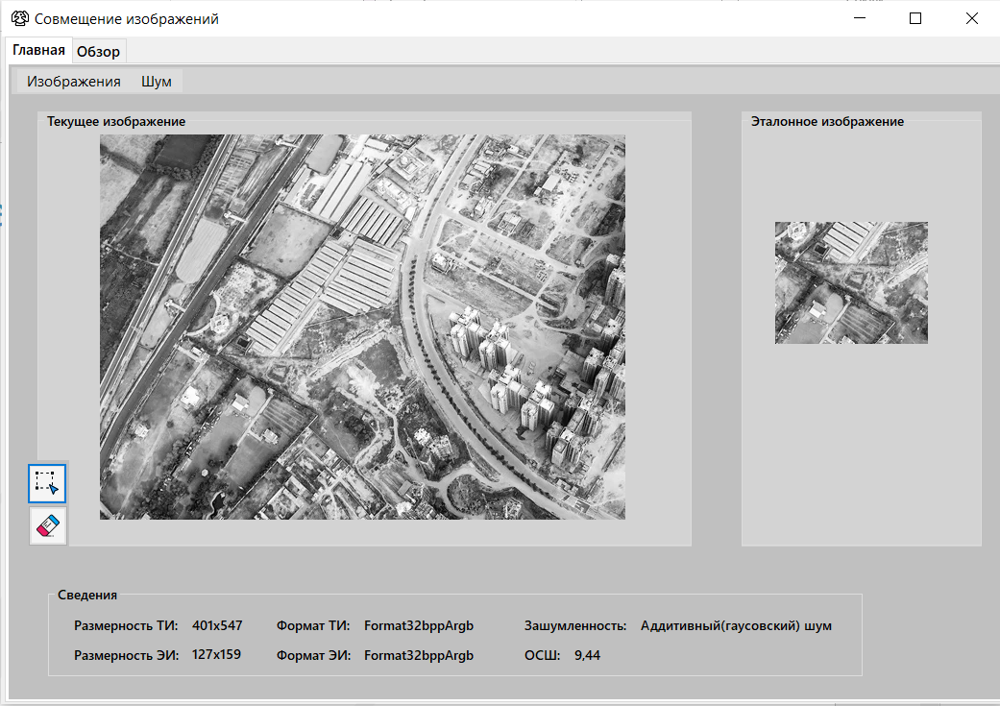 Совмещение изображений
Главная Обзор
Изображения Шум
Текущее изображение
Эталонное изображение
Сведения
Размерность ТИ: 401x547 Формат ТИ: Format32bppArgb Зашумленность: Аддитивный(гаусовский) шум
Размерность ЭИ: 127x159 Формат ЭИ: Format32bppArgb ОСШ: 9,44